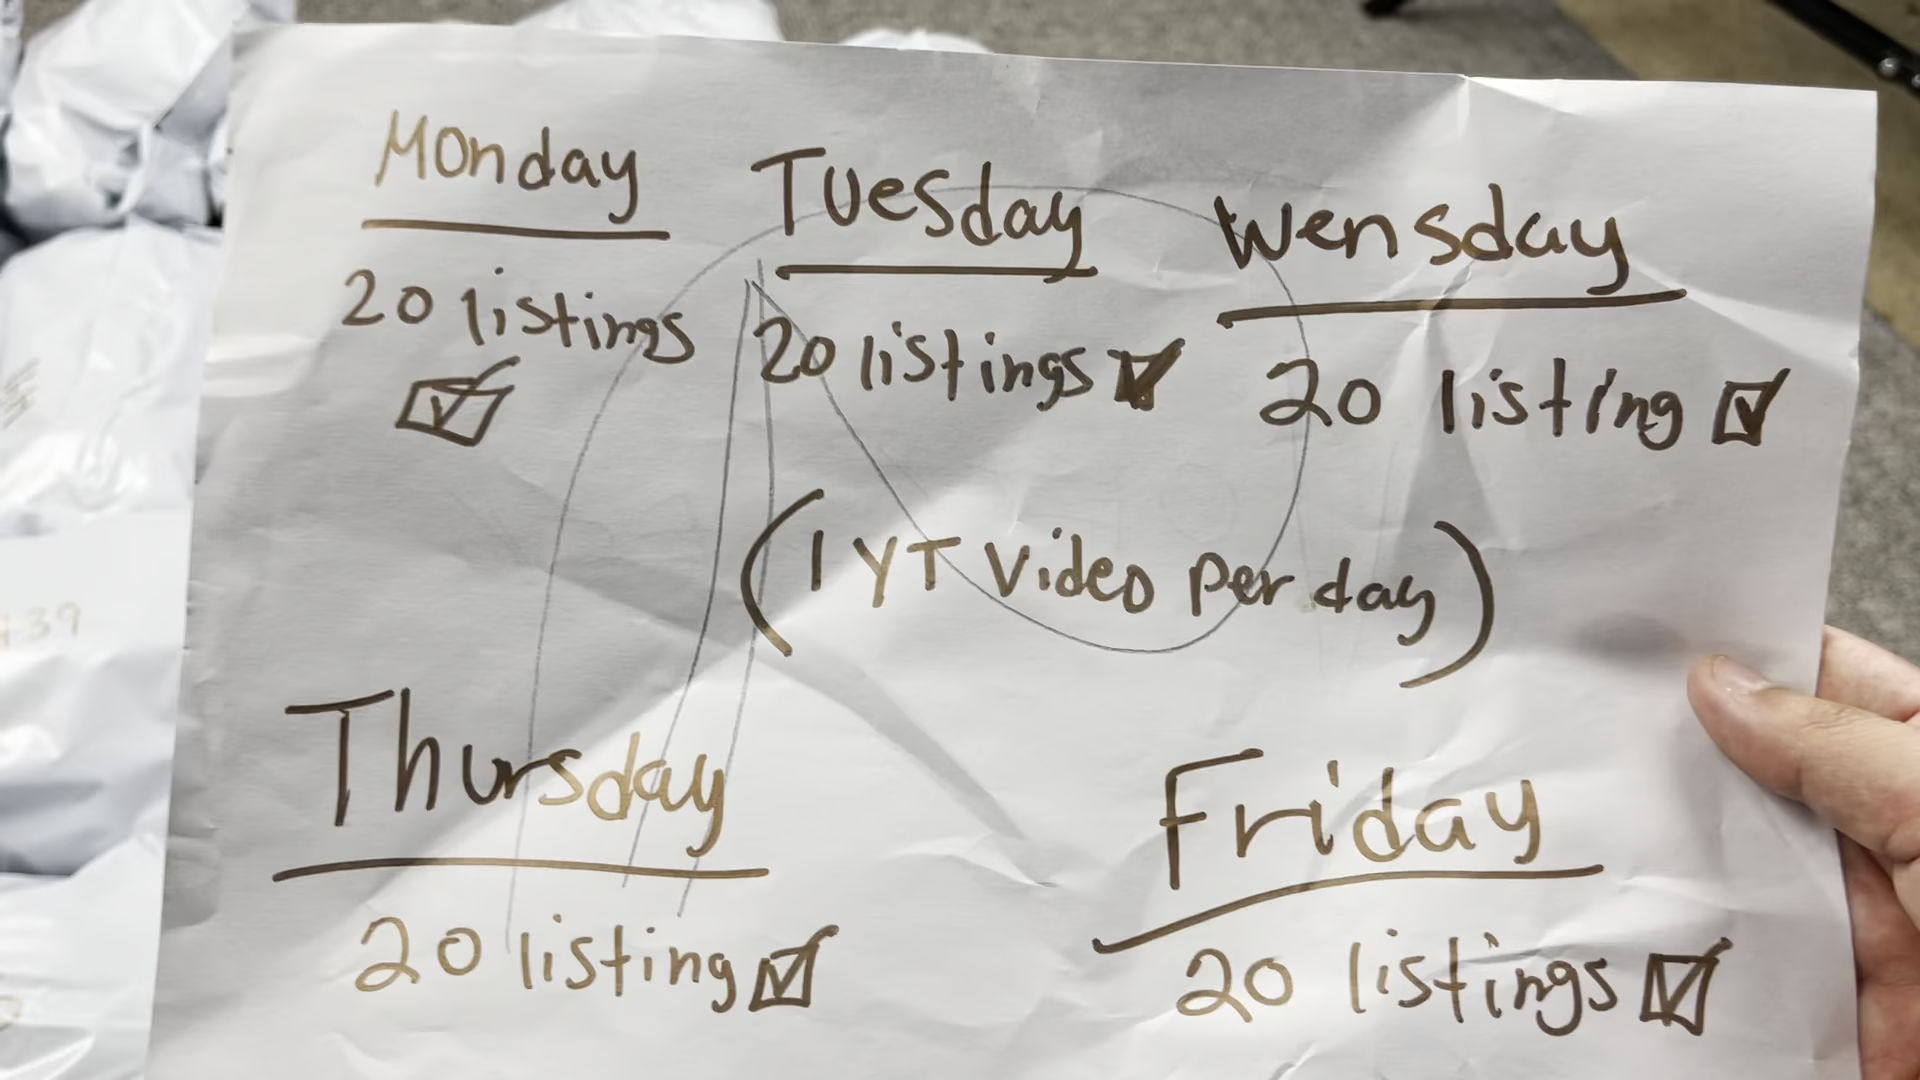 Monday
20 listings
Tuesday
20 listings
Wensday
20 listing
(1 YT Video Per day)
Thursday
20 listing
Friday
20 listings
39